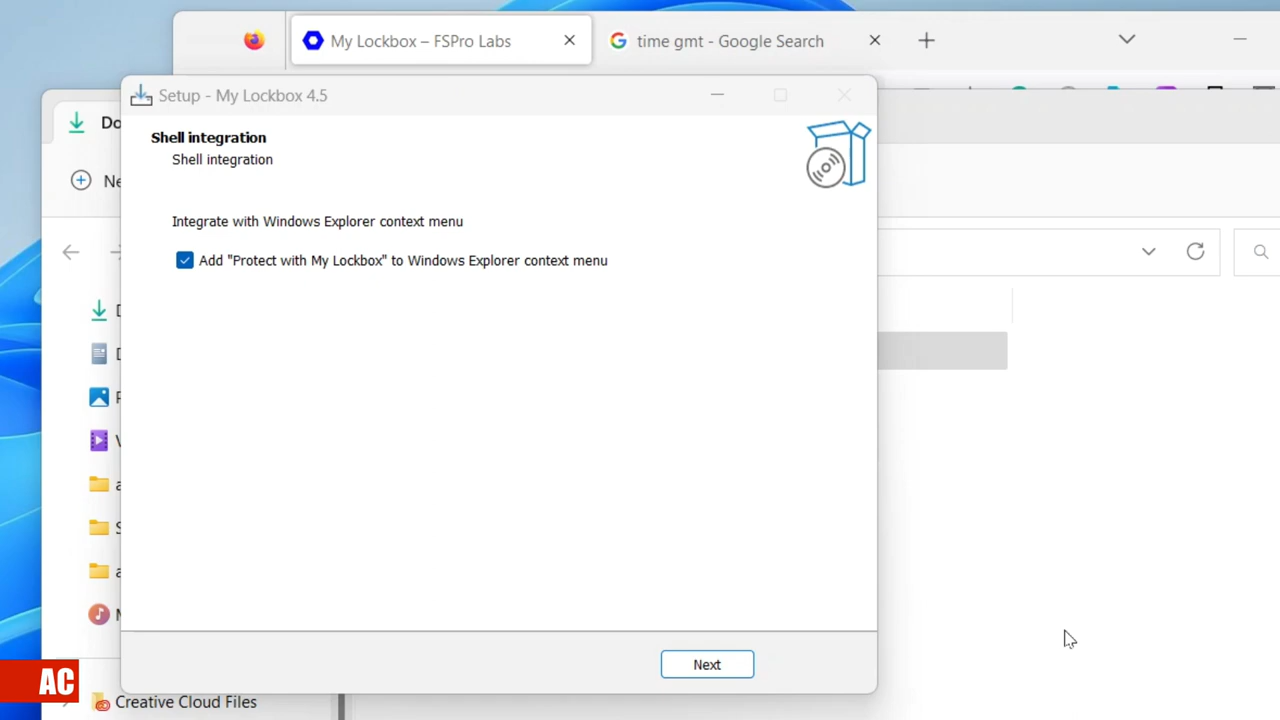 My Lockbox – FSPro Labs
time gmt - Google Search
Setup - My Lockbox 4.5
Shell integration
Shell integration
Integrate with Windows Explorer context menu
Add "Protect with My Lockbox" to Windows Explorer context menu
Next
AC
Creative Cloud Files